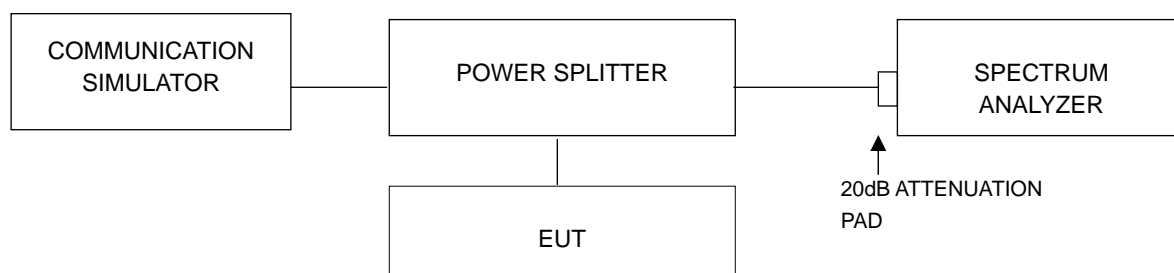 COMMUNICATION
SIMULATOR
POWER SPLITTER
SPECTRUM
ANALYZER
20dB ATTENUATION
PAD
EUT